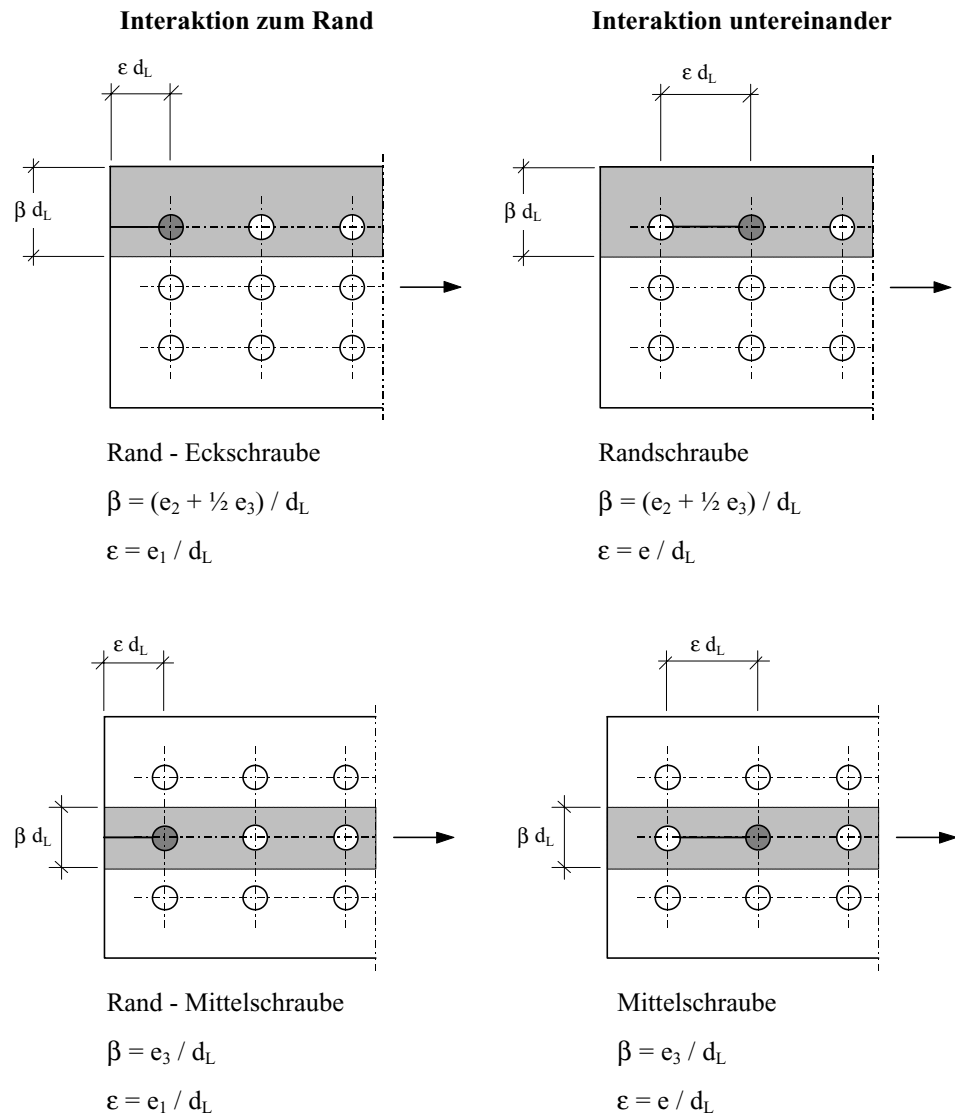 Interaktion zum Rand
Interaktion untereinander
ε d_L
ε d_L
β d_L
β d_L
Rand - Eckschraube
β = (e₂ + ½ e₃) / d_L
ε = e₁ / d_L
Randschraube
β = (e₂ + ½ e₃) / d_L
ε = e / d_L
ε d_L
ε d_L
β d_L
β d_L
Rand - Mittelschraube
β = e₃ / d_L
ε = e₁ / d_L
Mittelschraube
β = e₃ / d_L
ε = e / d_L